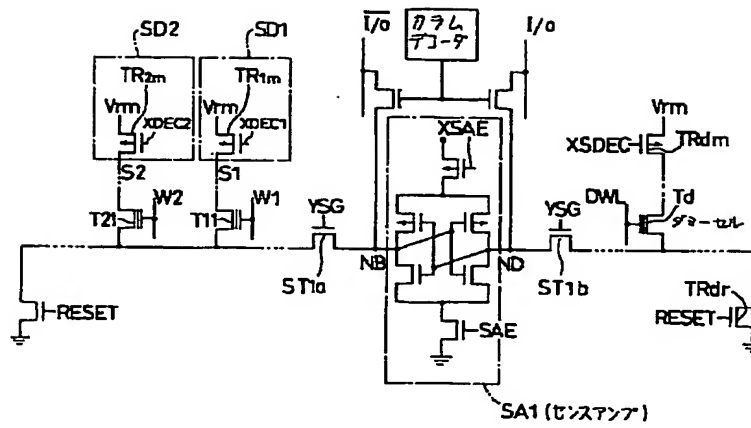 SD2
SD1
I/o
カラム
デコーダ
I/o
TR2m
TR1m
Vrm
Vrm
Vrm
XDEC2
XDEC1
XSAE
XSDEC
TRdm
S2
S1
W2
W1
YSG
YSG
DWL
Td
T21
T11
ダミーセル
NB
ND
ST1a
ST1b
TRdr
RESET
RESET
SAE
SA1 (センスアンプ)